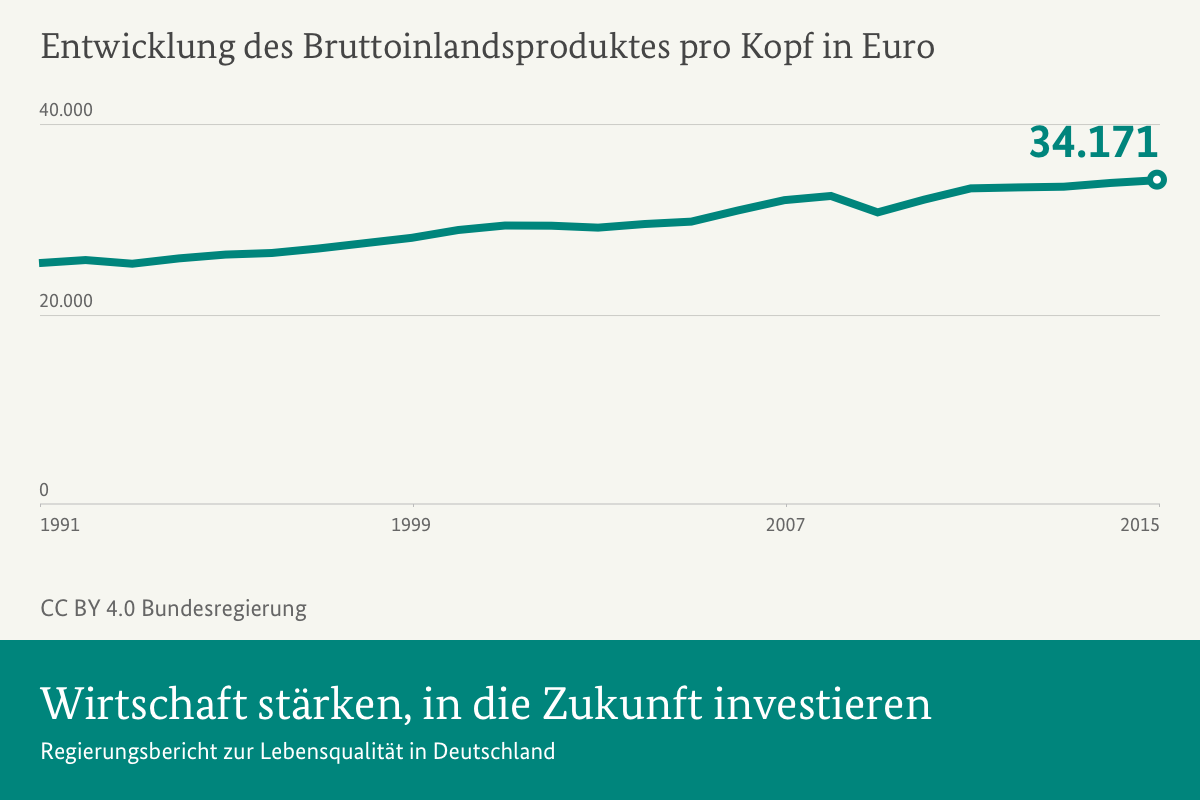 Entwicklung des Bruttoinlandsproduktes pro Kopf in Euro
40.000
34.171
20.000
0
1991 1999 2007 2015
CC BY 4.0 Bundesregierung
Wirtschaft stärken, in die Zukunft investieren
Regierungsbericht zur Lebensqualität in Deutschland